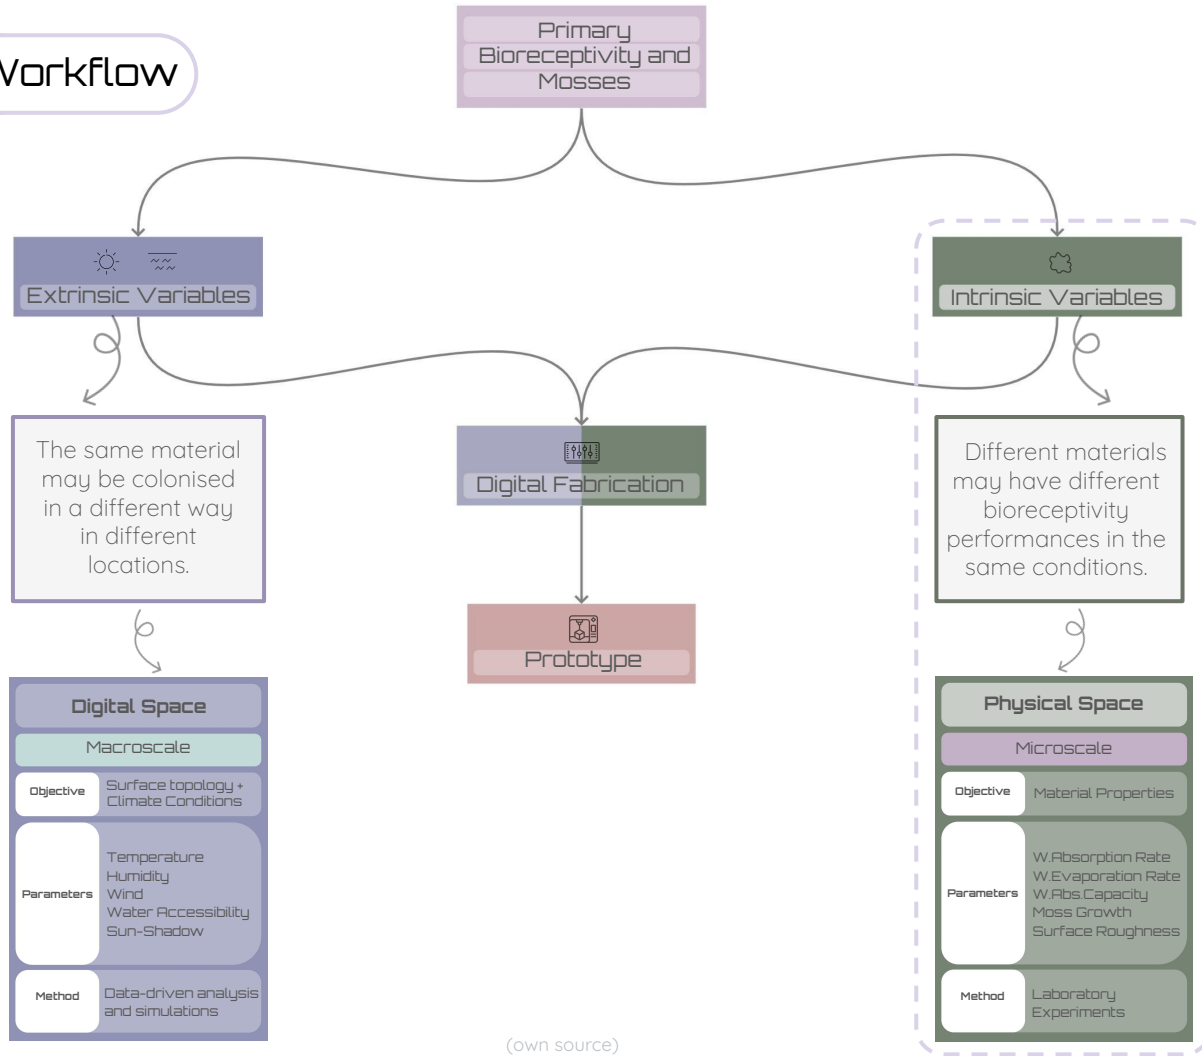 Workflow
Primary
Bioreceptivity and
Mosses
Extrinsic Variables
Intrinsic Variables
The same material
may be colonised
in a different way
in different
locations.
Digital Fabrication
Different materials
may have different
bioreceptivity
performances in the
same conditions.
Prototype
Digital Space
Macroscale
Objective
Surface topology +
Climate Conditions
Parameters
Temperature
Humidity
Wind
Water Accessibility
Sun-Shadow
Method
Data-driven analysis
and simulations
Physical Space
Microscale
Objective
Material Properties
Parameters
W.Absorption Rate
W.Evaporation Rate
W.Abs.Capacity
Moss Growth
Surface Roughness
Method
Laboratory
Experiments
(own source)